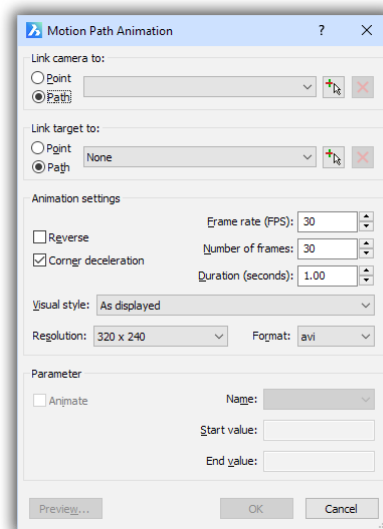 Motion Path Animation
?
Link camera to:
Point
Path
Link target to:
Point
Path
None
Animation settings
Reverse
Corner deceleration
Frame rate (FPS): 30
Number of frames: 30
Duration (seconds): 1.00
Visual style: As displayed
Resolution: 320 x 240
Format: avi
Parameter
Animate
Name:
Start value:
End value:
Preview...
OK
Cancel